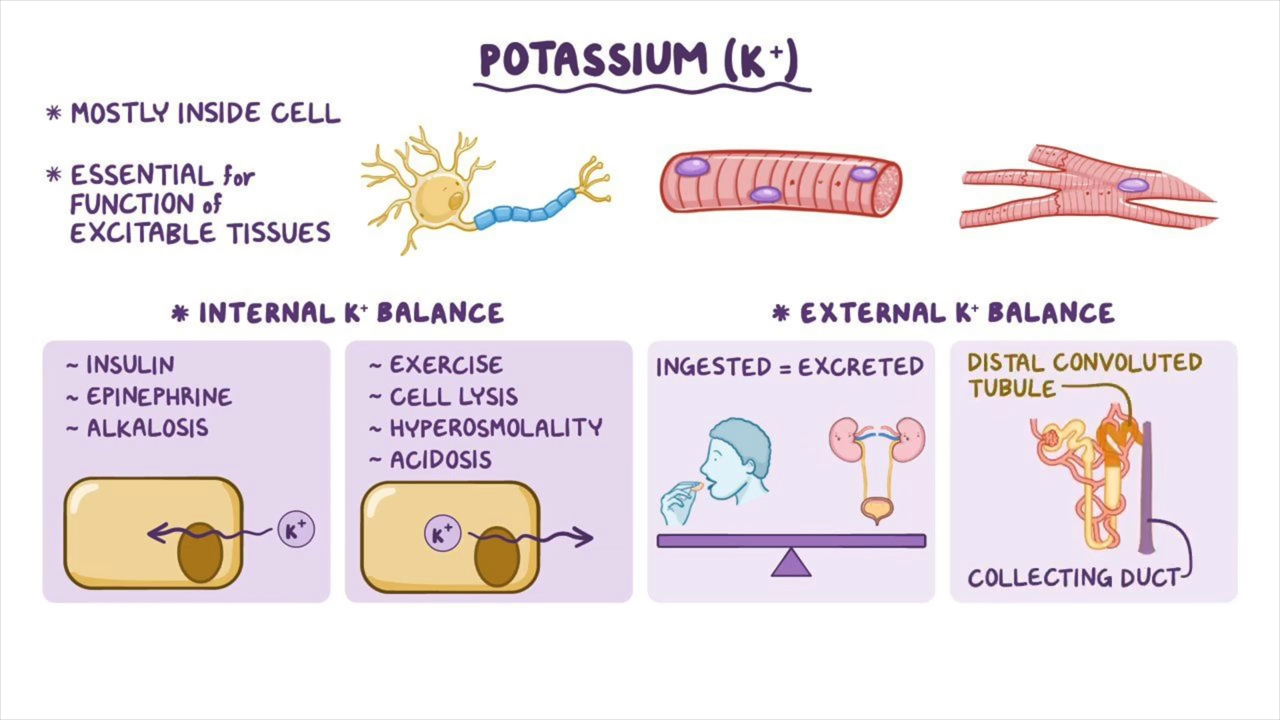 POTASSIUM (K⁺)
* MOSTLY INSIDE CELL
* ESSENTIAL for
FUNCTION of
EXCITABLE TISSUES
* INTERNAL K⁺ BALANCE
~ INSULIN
~ EPINEPHRINE
~ ALKALOSIS
K⁺
~ EXERCISE
~ CELL LYSIS
~ HYPEROSMOLALITY
~ ACIDOSIS
K⁺
* EXTERNAL K⁺ BALANCE
INGESTED = EXCRETED
DISTAL CONVOLUTED
TUBULE
COLLECTING DUCT